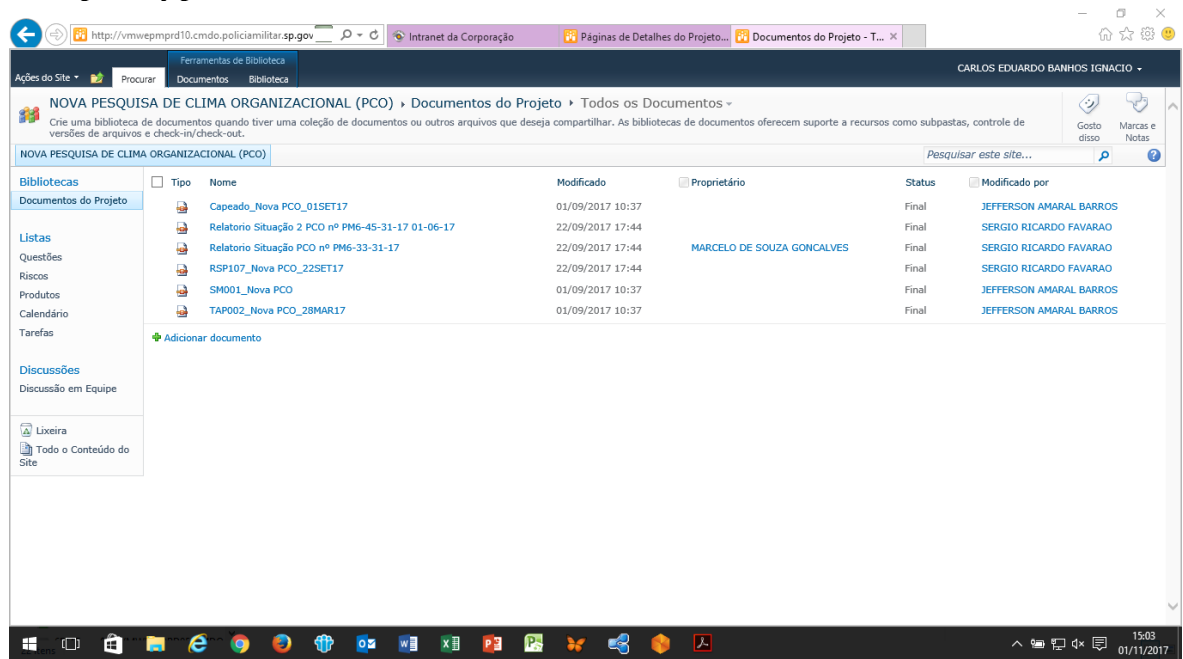 http://vmwepmprd10.cmdo.policiamilitar.sp.gov
Intranet da Corporação
Páginas de Detalhes do Projeto...
Documentos do Projeto - T...
Ferramentas de Biblioteca
CARLOS EDUARDO BANHOS IGNACIO
Ações do Site
Procurar
Documentos
Biblioteca
NOVA PESQUISA DE CLIMA ORGANIZACIONAL (PCO) › Documentos do Projeto › Todos os Documentos
Crie uma biblioteca de documentos quando tiver uma coleção de documentos ou outros arquivos que deseja compartilhar. As bibliotecas de documentos oferecem suporte a recursos como subpastas, controle de
versões de arquivos e check-in/check-out.
Gosto disso
Marcas e Notas
NOVA PESQUISA DE CLIMA ORGANIZACIONAL (PCO)
Pesquisar este site...
Bibliotecas
Documentos do Projeto
Listas
Questões
Riscos
Produtos
Calendário
Tarefas
Discussões
Discussão em Equipe
Lixeira
Todo o Conteúdo do
Site
Tipo Nome Modificado Proprietário Status Modificado por
Capeado_Nova PCO_01SET17 01/09/2017 10:37 Final JEFFERSON AMARAL BARROS
Relatorio Situação 2 PCO nº PM6-45-31-17 01-06-17 22/09/2017 17:44 Final SERGIO RICARDO FAVARAO
Relatorio Situação PCO nº PM6-33-31-17 22/09/2017 17:44 MARCELO DE SOUZA GONCALVES Final SERGIO RICARDO FAVARAO
RSP107_Nova PCO_22SET17 22/09/2017 17:44 Final SERGIO RICARDO FAVARAO
SM001_Nova PCO 01/09/2017 10:37 Final JEFFERSON AMARAL BARROS
TAP002_Nova PCO_28MAR17 01/09/2017 10:37 Final JEFFERSON AMARAL BARROS
Adicionar documento
15:03
01/11/2017